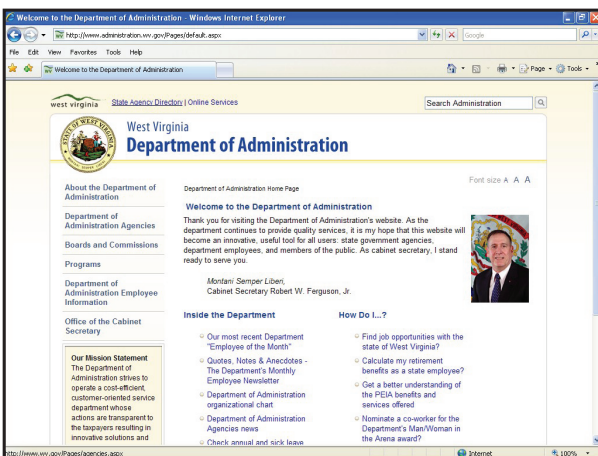 Welcome to the Department of Administration - Windows Internet Explorer
http://www.administration.wv.gov/Pages/default.aspx
Google
File Edit View Favorites Tools Help
Welcome to the Department of Administration
Page Tools
west virginia State Agency Directory | Online Services
Search Administration
STATE OF WEST VIRGINIA
West Virginia
Department of Administration
Font size A A A
About the Department of
Administration
Department of
Administration Agencies
Boards and Commissions
Programs
Department of
Administration Employee
Information
Office of the Cabinet
Secretary
Our Mission Statement
The Department of
Administration strives to
operate a cost-efficient,
customer-oriented service
department whose
actions are transparent to
the taxpayers resulting in
innovative solutions and
Department of Administration Home Page
Welcome to the Department of Administration
Thank you for visiting the Department of Administration's website. As the
department continues to provide quality services, it is my hope that this website will
become an innovative, useful tool for all users: state government agencies,
department employees, and members of the public. As cabinet secretary, I stand
ready to serve you.
Montani Semper Liberi,
Cabinet Secretary Robert W. Ferguson, Jr.
Inside the Department
Our most recent Department
"Employee of the Month"
Quotes, Notes & Anecdotes -
The Department's Monthly
Employee Newsletter
Department of Administration
organizational chart
Department of Administration
Agencies news
Check annual and sick leave
How Do I...?
Find job opportunities with the
state of West Virginia?
Calculate my retirement
benefits as a state employee?
Get a better understanding of
the PEIA benefits and
services offered
Nominate a co-worker for the
Department's Man/Woman in
the Arena award?
http://www.wv.gov/Pages/agencies.aspx
Internet
100%